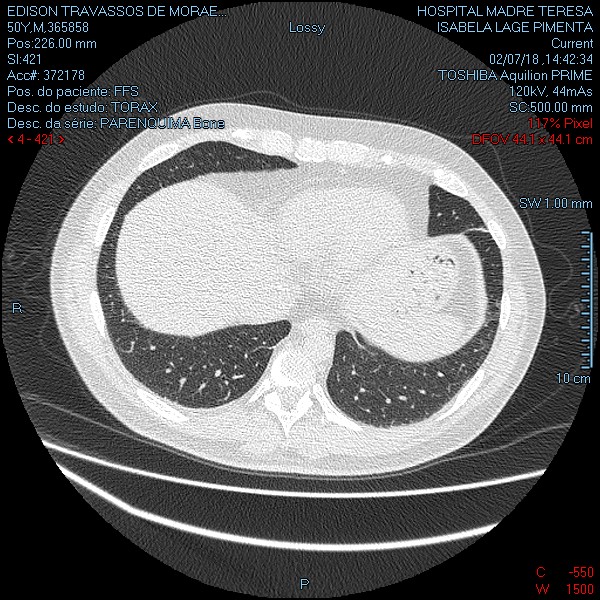 EDISON TRAVASSOS DE MORAE...
50Y,M,365858
Pos:226.00 mm
SI:421
Acc#: 372178
Pos. do paciente: FFS
Desc. do estudo: TORAX
Desc. da série: PARENQUIMA Bone
< 4 - 421 >
Lossy
HOSPITAL MADRE TERESA
ISABELA LAGE PIMENTA
Current
02/07/18 ,14:42:34
TOSHIBA Aquilion PRIME
120kV, 44mAs
SC:500.00 mm
117% Pixel
DFOV 44.1 x 44.1 cm
SW 1.00 mm
R
10 cm
P
C -550
W 1500